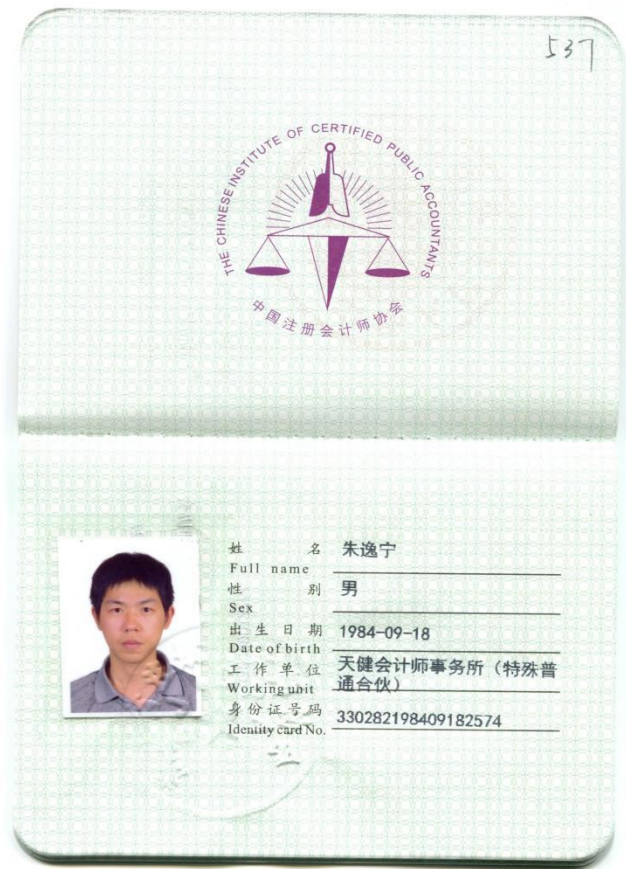 537
THE CHINESE INSTITUTE OF CERTIFIED PUBLIC ACCOUNTANTS
中国注册会计师协会
姓 名 朱逸宁
Full name
性 别 男
Sex
出生日期 1984-09-18
Date of birth
工作单位 天健会计师事务所（特殊普
Working unit 通合伙）
身份证号码 330282198409182574
Identity card No.